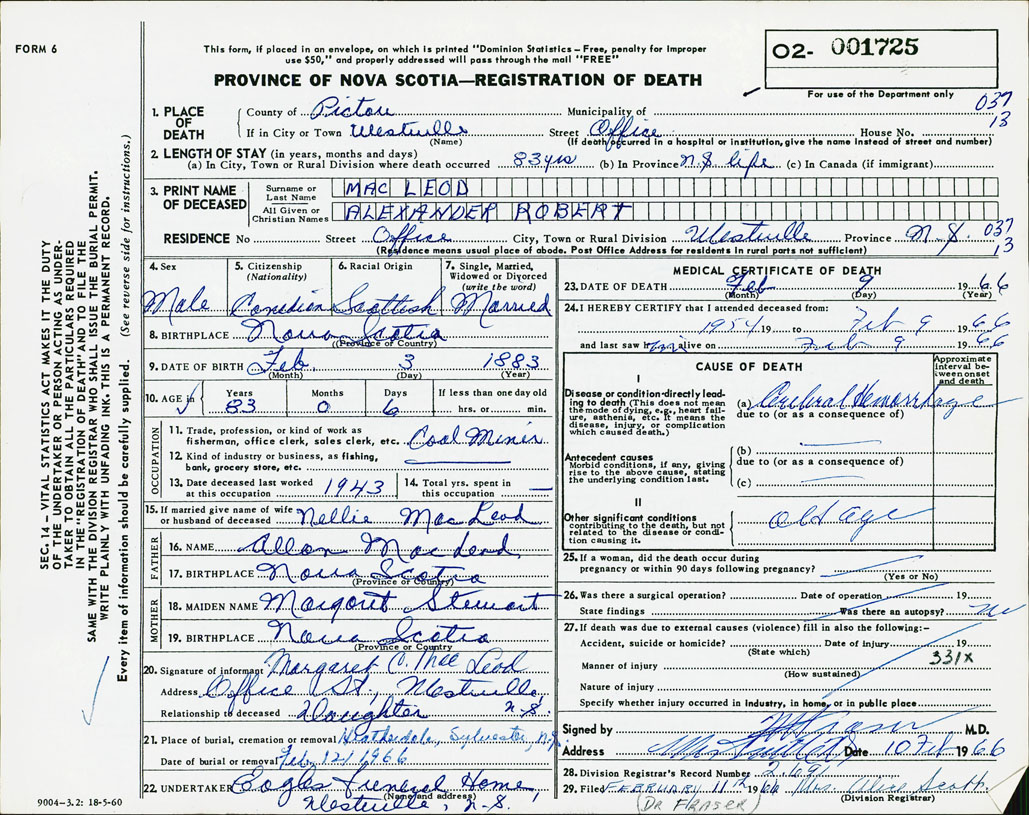 FORM 6
This form, if placed in an envelope, on which is printed "Dominion Statistics – Free, penalty for improper
use $50," and properly addressed will pass through the mail "FREE"
O2- 001725
PROVINCE OF NOVA SCOTIA—REGISTRATION OF DEATH
For use of the Department only
037
13
1. PLACE OF DEATH
County of Pictou Municipality of
If in City or Town Westville Street Office House No.
(Name) (If death occurred in a hospital or institution, give the name instead of street and number)
2. LENGTH OF STAY (in years, months and days)
(a) In City, Town or Rural Division where death occurred 83 yrs (b) In Province N.S. life (c) In Canada (if immigrant)
3. PRINT NAME OF DECEASED
Surname or Last Name MAC LEOD
All Given or Christian Names ALEXANDER ROBERT
RESIDENCE No Street Office City, Town or Rural Division Westville Province N.S. 037
13
(Residence means usual place of abode. Post Office Address for residents in rural parts not sufficient)
4. Sex 5. Citizenship (Nationality) 6. Racial Origin 7. Single, Married, Widowed or Divorced (write the word)
Male Canadian Scottish Married
8. BIRTHPLACE Nova Scotia
(Province or Country)
9. DATE OF BIRTH Feb. 3 1883
(Month) (Day) (Year)
10. AGE in Years Months Days If less than one day old
83 0 6 hrs. or min.
OCCUPATION
11. Trade, profession, or kind of work as
fisherman, office clerk, sales clerk, etc. Coal Miner
12. Kind of industry or business, as fishing,
bank, grocery store, etc.
13. Date deceased last worked at this occupation 1943
14. Total yrs. spent in this occupation —
15. If married give name of wife
or husband of deceased Nellie MacLeod
FATHER
16. NAME Allan MacLeod
17. BIRTHPLACE Nova Scotia
(Province or Country)
MOTHER
18. MAIDEN NAME Margaret Stewart
19. BIRTHPLACE Nova Scotia
(Province or Country)
20. Signature of informant Margaret C. MacLeod
Address Office St., Westville, N.S.
Relationship to deceased Daughter
21. Place of burial, cremation or removal Heatherdale, Sylvester, N.S.
Date of burial or removal Feb. 12, 1966
22. UNDERTAKER Eagles Funeral Home,
(Name and address)
Westville, N.S.
MEDICAL CERTIFICATE OF DEATH
23. DATE OF DEATH Feb 9 1966
(Month) (Day) (Year)
24. I HEREBY CERTIFY that I attended deceased from:
1954 19 to Feb 9 1966
and last saw him alive on Feb 9 1966
CAUSE OF DEATH
Approximate interval between onset and death
I
Disease or condition directly leading to death (This does not mean
the mode of dying, e.g., heart failure, asthenia, etc. It means the
disease, injury, or complication
which caused death.)
(a) Cerebral Hemorrhage
due to (or as a consequence of)
Antecedent causes
Morbid conditions, if any, giving
rise to the above cause, stating
the underlying condition last.
(b)
due to (or as a consequence of)
(c)
II
Other significant conditions
contributing to the death, but not
related to the disease or condition causing it.
Old age
25. If a woman, did the death occur during
pregnancy or within 90 days following pregnancy?
(Yes or No)
26. Was there a surgical operation? Date of operation 19
State findings Was there an autopsy? no
27. If death was due to external causes (violence) fill in also the following:–
Accident, suicide or homicide? Date of injury 19
(State which)
331X
Manner of injury
(How sustained)
Nature of injury
Specify whether injury occurred in industry, in home, or in public place
Signed by M.D.
Address Date 10 Feb 1966
28. Division Registrar's Record Number
29. Filed FEBRUARY 11th 1966 Mrs. Alice Scott
(DR FRASER) (Division Registrar)
SEC. 14 – VITAL STATISTICS ACT MAKES IT THE DUTY
OF THE UNDERTAKER OR PERSON ACTING AS UNDERTAKER TO OBTAIN ALL THE PARTICULARS REQUIRED
IN THE "REGISTRATION OF DEATH" AND TO FILE THE
SAME WITH THE DIVISION REGISTRAR WHO SHALL ISSUE THE BURIAL PERMIT.
WRITE PLAINLY WITH UNFADING INK. THIS IS A PERMANENT RECORD.
Every item of information should be carefully supplied. (See reverse side for instructions.)
9004–3.2: 18-5-60